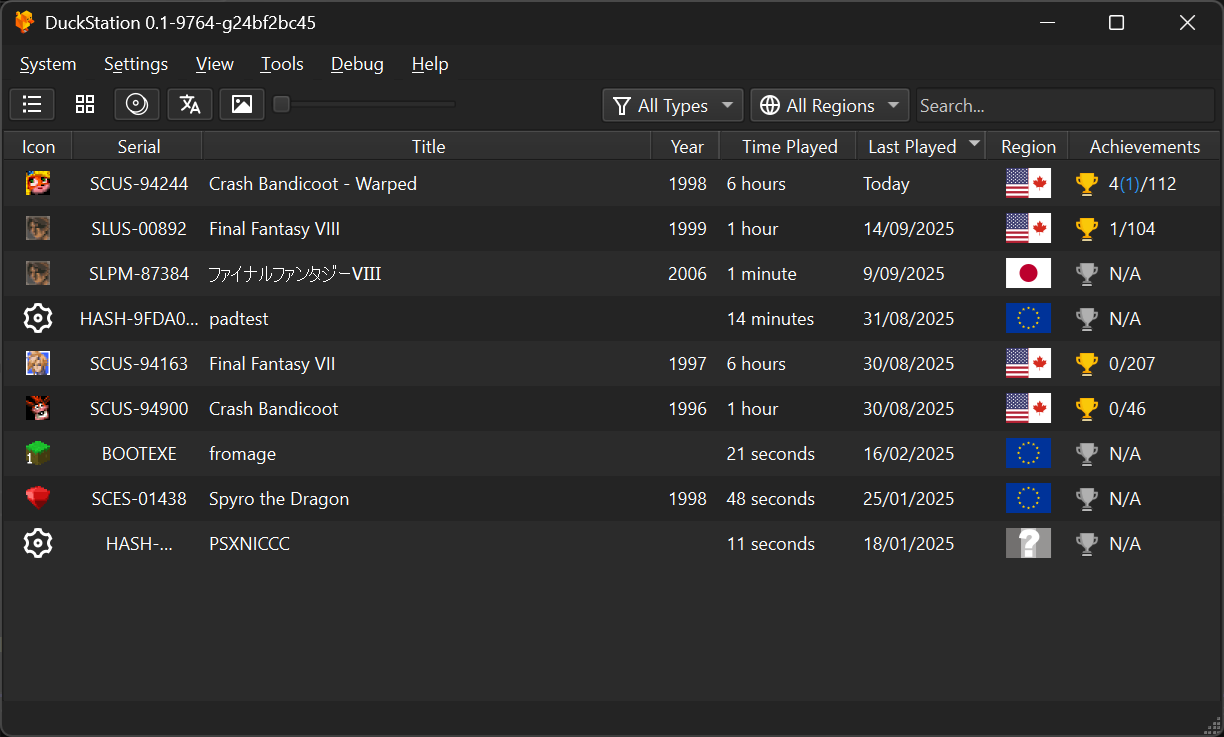 DuckStation 0.1-9764-g24bf2bc45
System Settings View Tools Debug Help
All Types All Regions Search...
Icon Serial Title Year Time Played Last Played Region Achievements
SCUS-94244 Crash Bandicoot - Warped 1998 6 hours Today 4(1)/112
SLUS-00892 Final Fantasy VIII 1999 1 hour 14/09/2025 1/104
SLPM-87384 ファイナルファンタジーVIII 2006 1 minute 9/09/2025 N/A
HASH-9FDA0... padtest 14 minutes 31/08/2025 N/A
SCUS-94163 Final Fantasy VII 1997 6 hours 30/08/2025 0/207
SCUS-94900 Crash Bandicoot 1996 1 hour 30/08/2025 0/46
1 BOOTEXE fromage 21 seconds 16/02/2025 N/A
SCES-01438 Spyro the Dragon 1998 48 seconds 25/01/2025 N/A
HASH-... PSXNICCC 11 seconds 18/01/2025 ? N/A